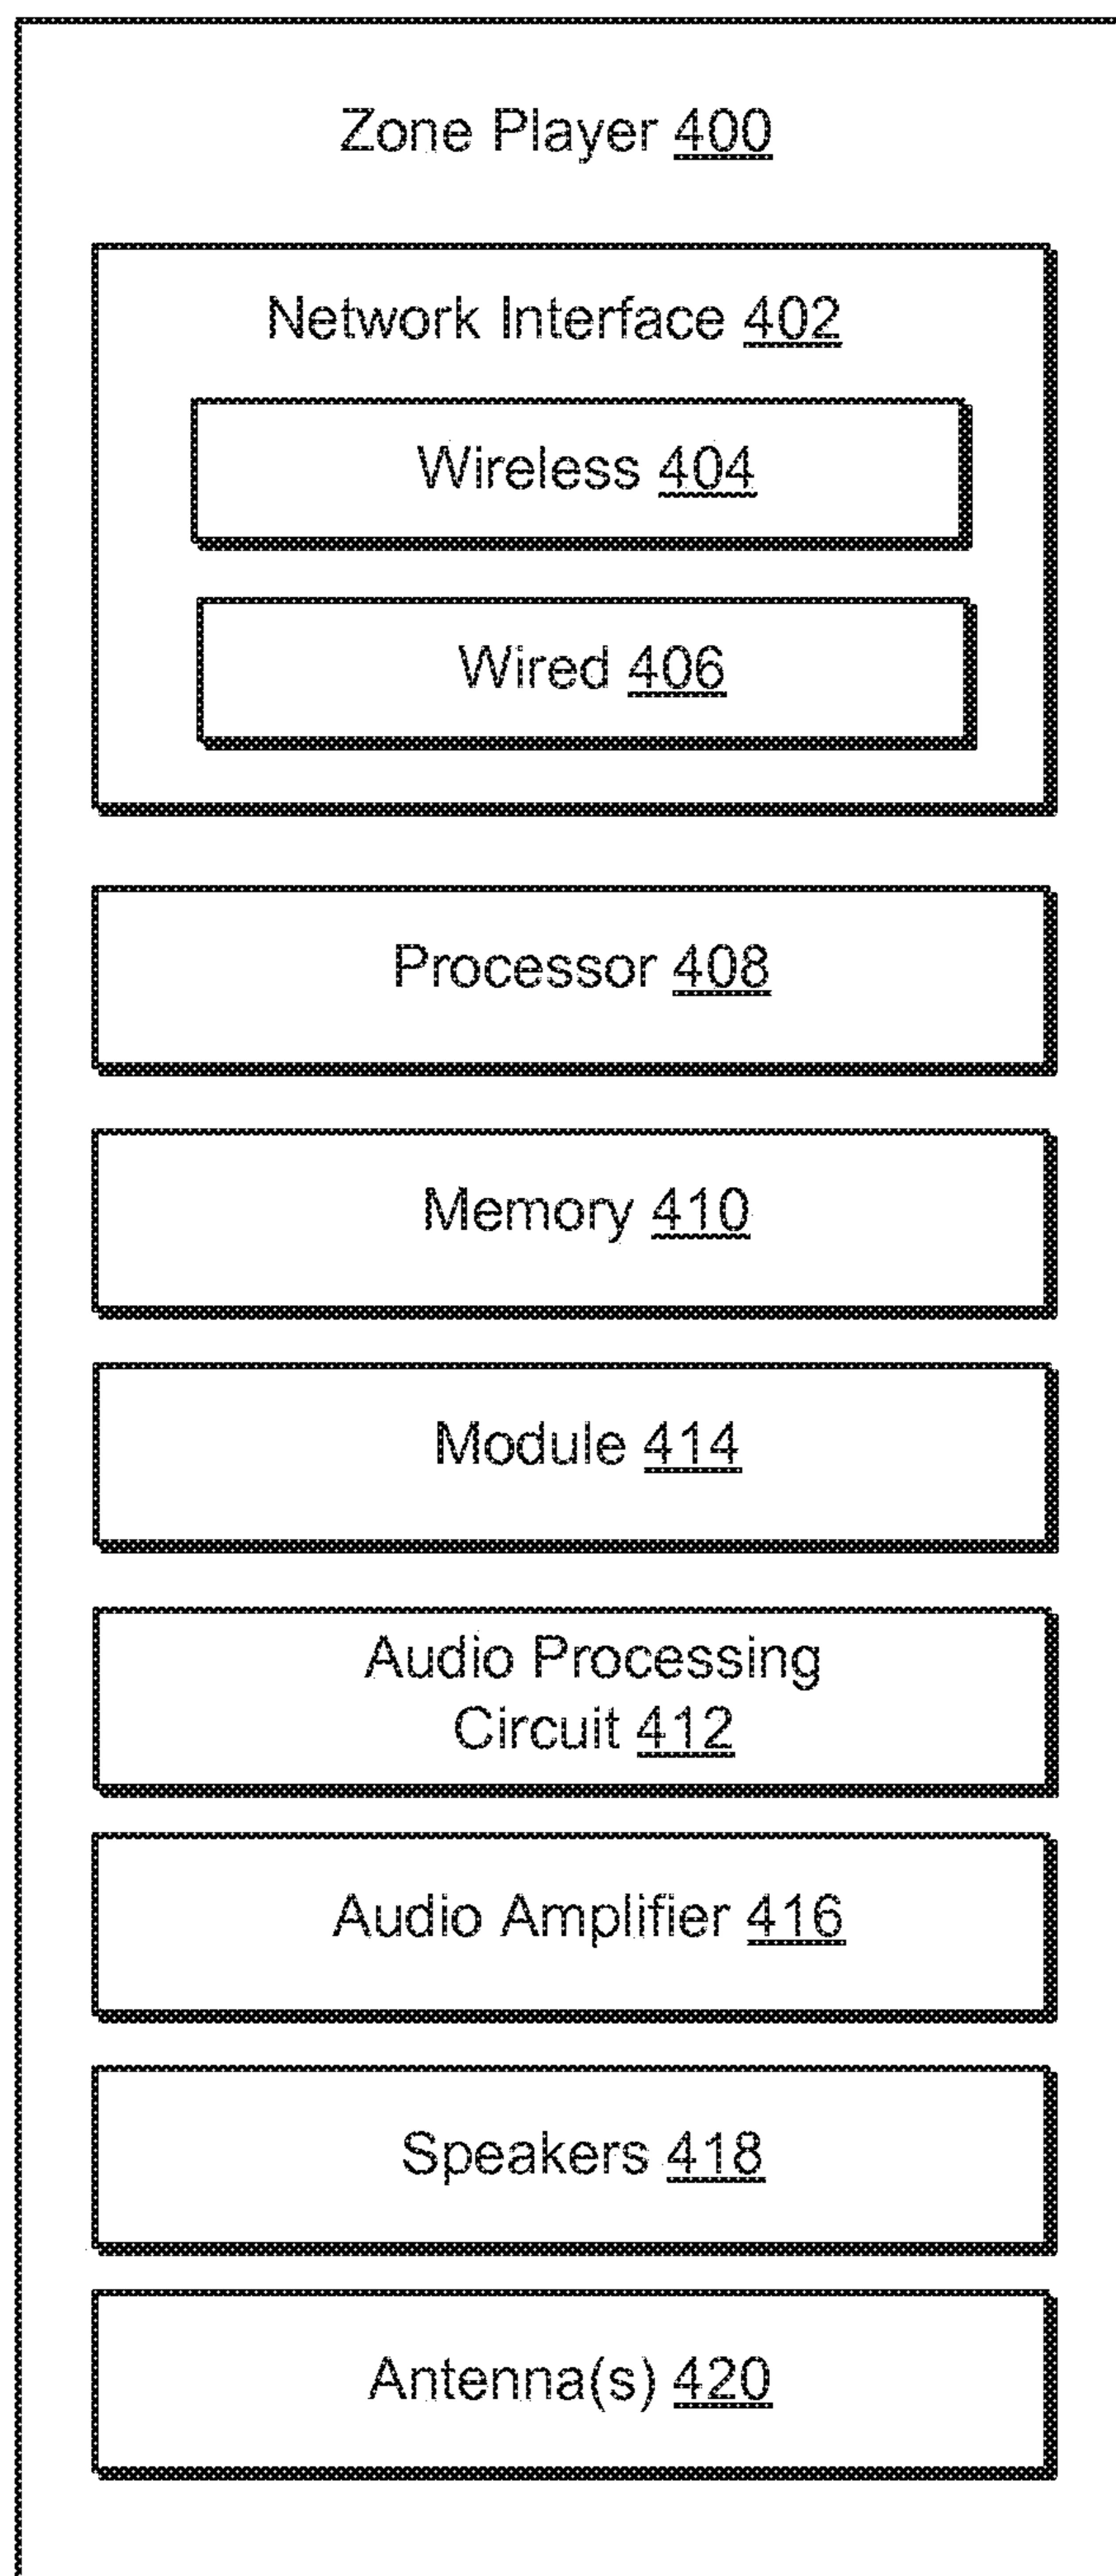 Zone Player 400
Network Interface 402
Wireless 404
Wired 406
Processor 408
Memory 410
Module 414
Audio Processing
Circuit 412
Audio Amplifier 416
Speakers 418
Antenna(s) 420